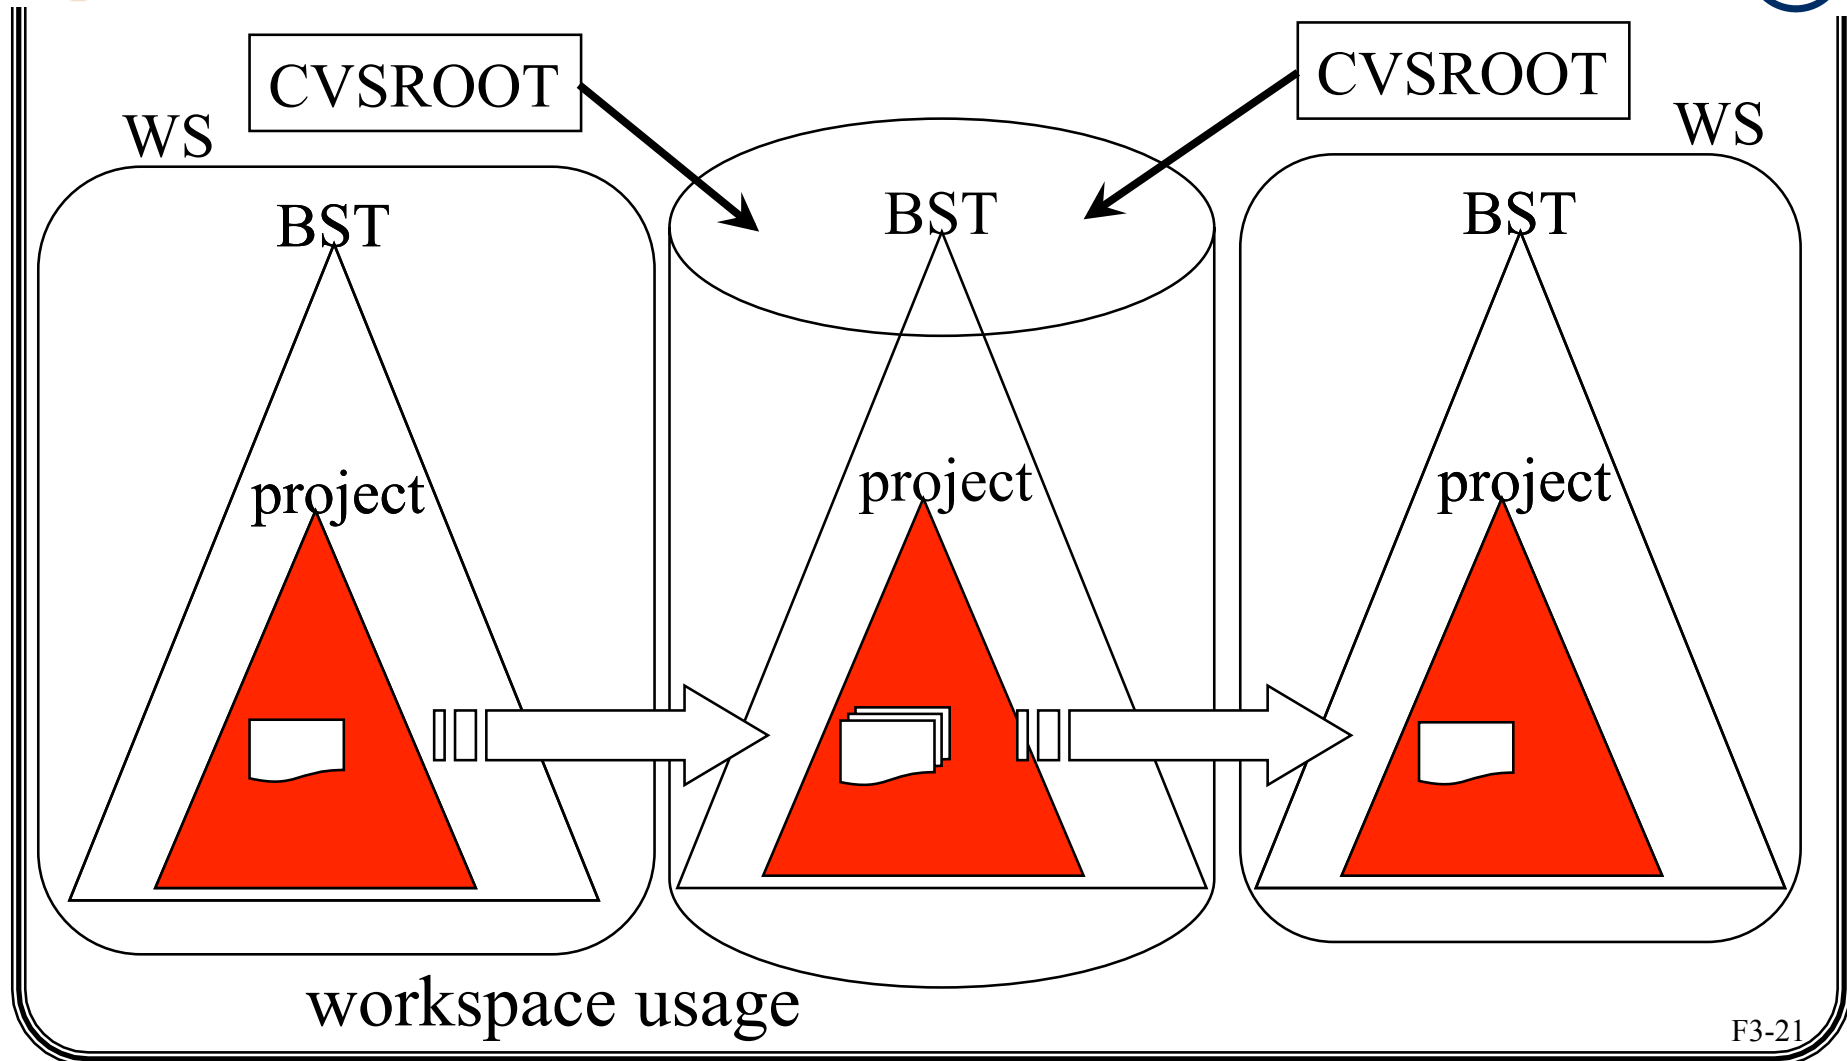 CVSROOT
CVSROOT
WS
WS
BST
BST
BST
project
project
project
workspace usage
F3-21